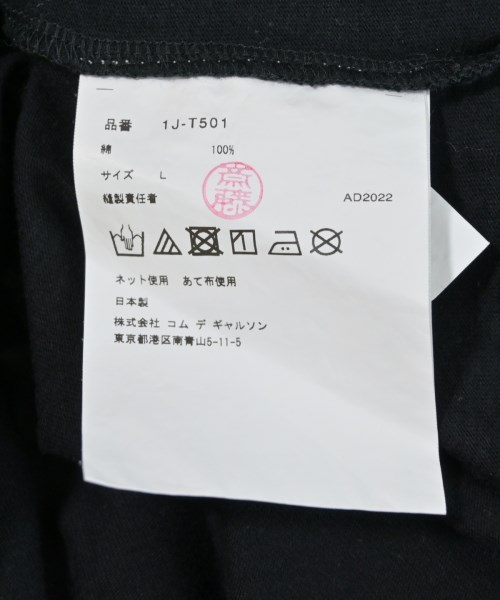 品番 1J-T501
綿 100%
サイズ L
斎藤
縫製責任者 AD2022
ネット使用 あて布使用
日本製
株式会社 コム デ ギャルソン
東京都港区南青山5-11-5